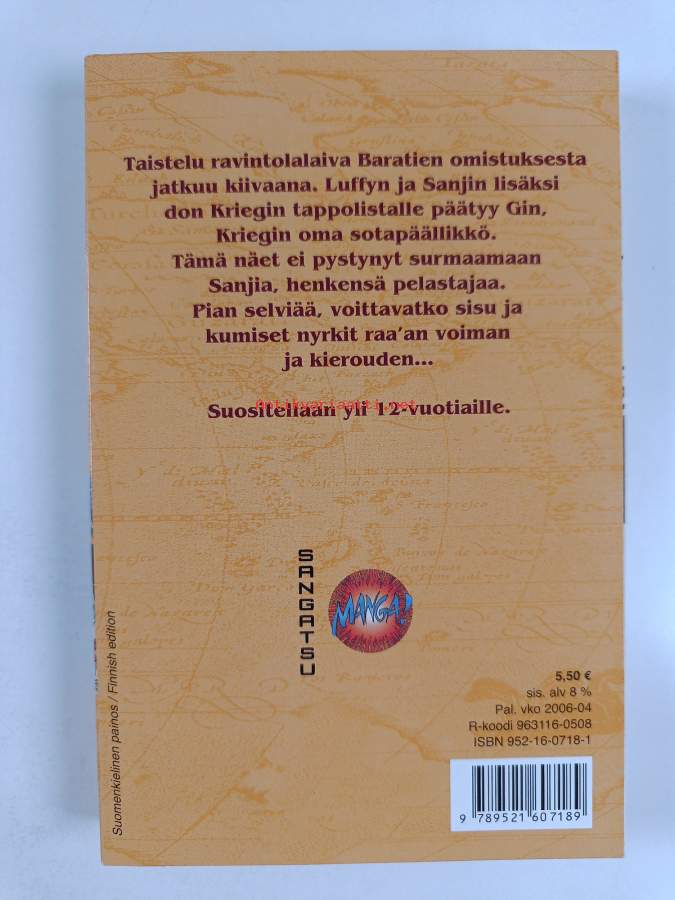 Taistelu ravintolalaiva Baratien omistuksesta
jatkuu kiivaana. Luffyn ja Sanjin lisäksi
don Kriegin tappolistalle päätyy Gin,
Kriegin oma sotapäällikkö.
Tämä näet ei pystynyt surmaamaan
Sanjia, henkensä pelastajaa.
Pian selviää, voittavatko sisu ja
kumiset nyrkit raa'an voiman
ja kierouden...
Antikvariaatti.net
Suositellaan yli 12-vuotiaille.
SANGATSU
MANGA!
Suomenkielinen painos / Finnish edition
5,50 €
sis. alv 8 %
Pal. vko 2006-04
R-koodi 963116-0508
ISBN 952-16-0718-1
9 789521 607189